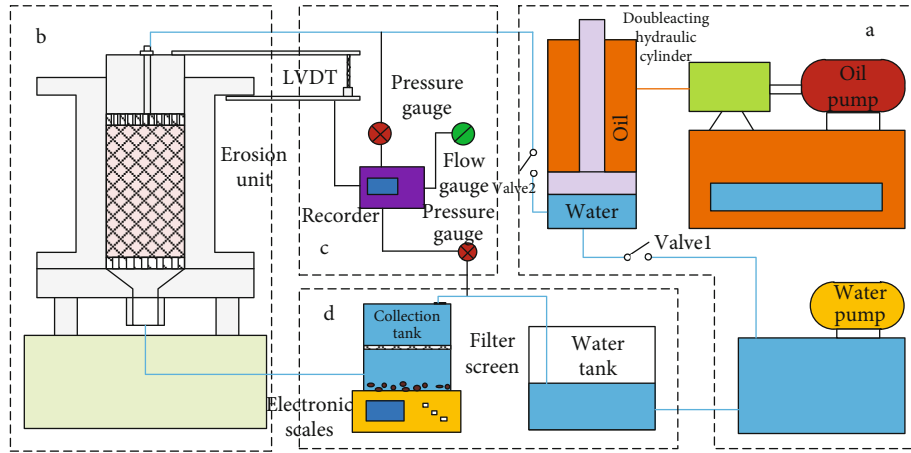 b
LVDT
Erosion
unit
Pressure
gauge
Flow
gauge
Recorder
Pressure
gauge
c
Doubleacting
hydraulic
cylinder
a
Oil
pump
Oil
Valve2
Water
Valve1
Water
pump
d
Collection
tank
Filter
screen
Water
tank
Electronic
scales